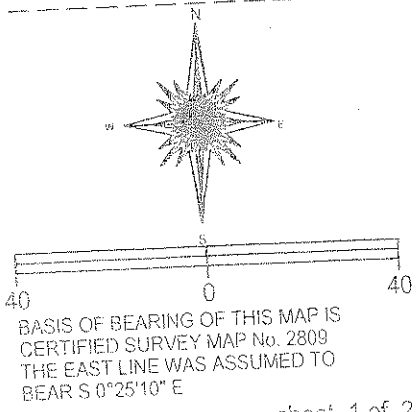 N
W E
S
40 0 40
BASIS OF BEARING OF THIS MAP IS
CERTIFIED SURVEY MAP No. 2809
THE EAST LINE WAS ASSUMED TO
BEAR S 0°25'10" E
sheet 1 of 2